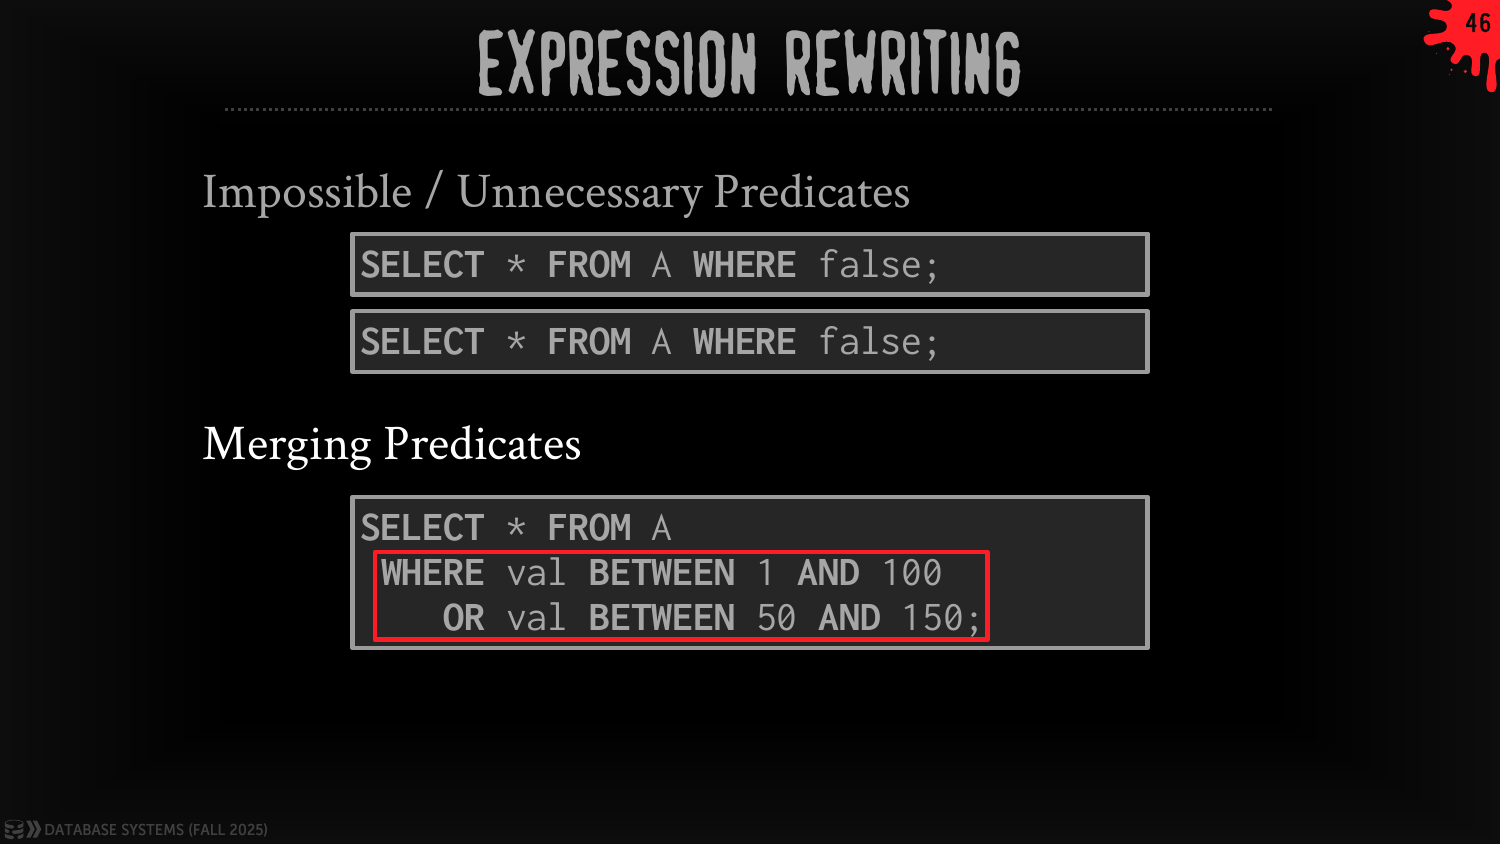 46
EXPRESSION REWRITING
Impossible / Unnecessary Predicates
SELECT * FROM A WHERE false;
SELECT * FROM A WHERE false;
Merging Predicates
SELECT * FROM A
WHERE val BETWEEN 1 AND 100
OR val BETWEEN 50 AND 150;
DATABASE SYSTEMS (FALL 2025)